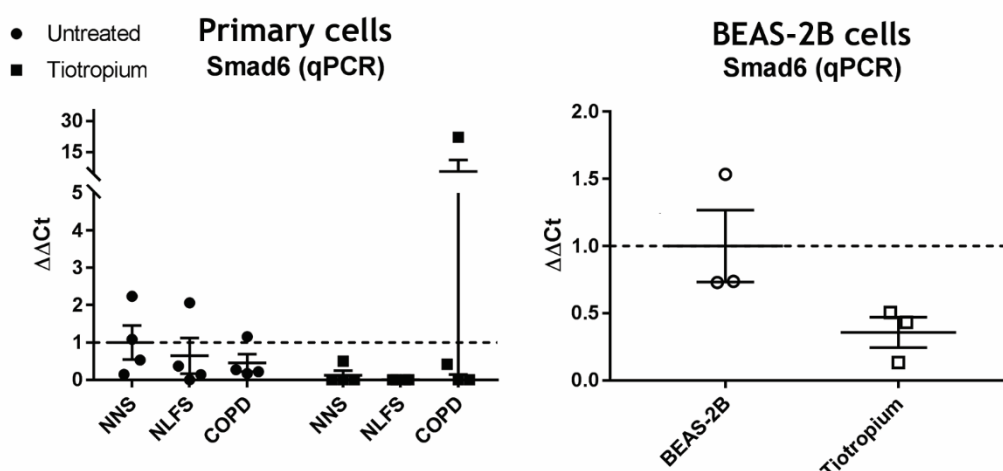 Untreated
Tiotropium
Primary cells
Smad6 (qPCR)
30
15
5
4
3
2
1
0
ΔΔCt
NNS
NLFS
COPD
NNS
NLFS
COPD
BEAS-2B cells
Smad6 (qPCR)
2.0
1.5
1.0
0.5
0.0
ΔΔCt
BEAS-2B
Tiotropium